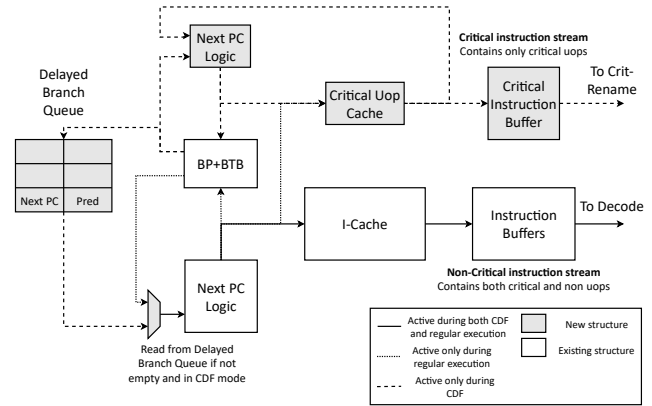 Next PC
Logic
Critical instruction stream
Contains only critical uops
Delayed
Branch
Queue
Critical Uop
Cache
Critical
Instruction
Buffer
To Crit-
Rename
BP+BTB
Next PC
Pred
I-Cache
Instruction
Buffers
To Decode
Next PC
Logic
Non-Critical instruction stream
Contains both critical and non uops
Read from Delayed
Branch Queue if not
empty and in CDF mode
Active during both CDF
and regular execution
Active only during
regular execution
Active only during
CDF
New structure
Existing structure